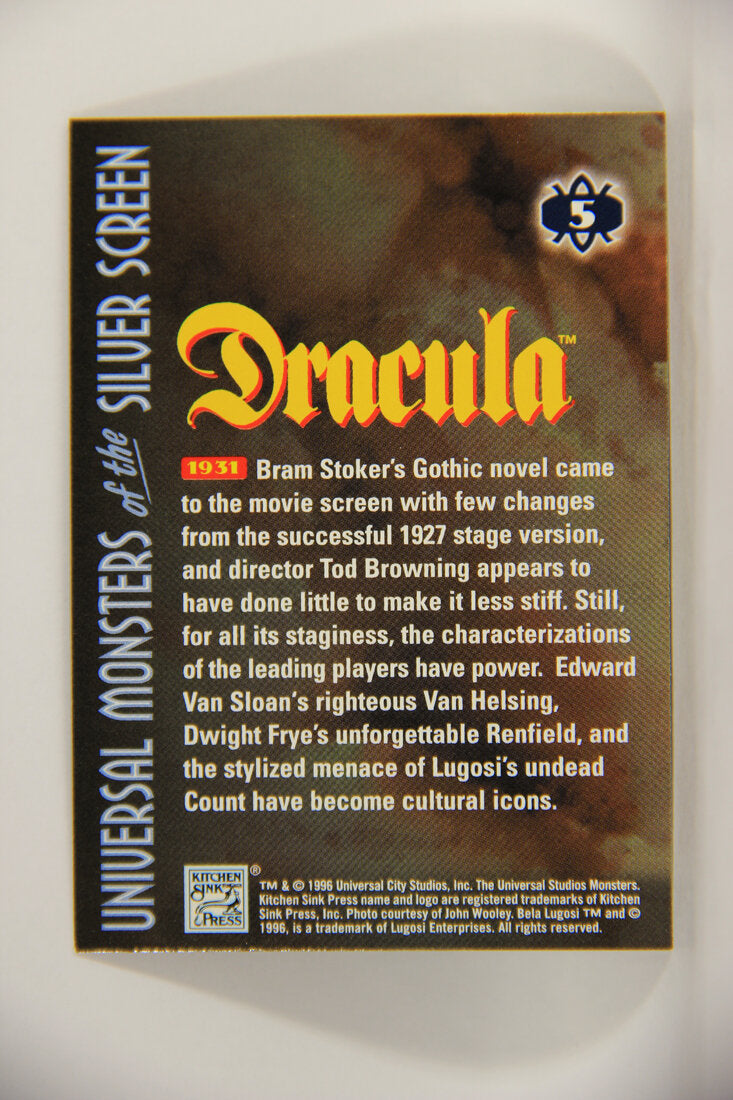 UNIVERSAL MONSTERS of the SILVER SCREEN
5
Dracula™
1931 Bram Stoker's Gothic novel came
to the movie screen with few changes
from the successful 1927 stage version,
and director Tod Browning appears to
have done little to make it less stiff. Still,
for all its staginess, the characterizations
of the leading players have power. Edward
Van Sloan's righteous Van Helsing,
Dwight Frye's unforgettable Renfield, and
the stylized menace of Lugosi's undead
Count have become cultural icons.
KITCHEN
SINK
PRESS
®
™ & © 1996 Universal City Studios, Inc. The Universal Studios Monsters.
Kitchen Sink Press name and logo are registered trademarks of Kitchen
Sink Press, Inc. Photo courtesy of John Wooley. Bela Lugosi ™ and ©
1996, is a trademark of Lugosi Enterprises. All rights reserved.